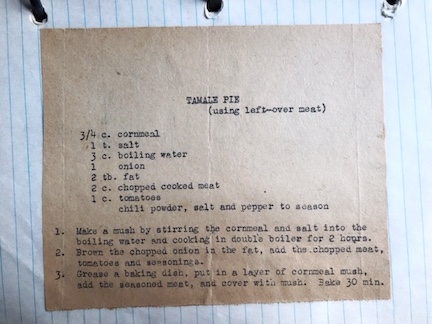 TAMALE PIE
(using left-over meat)
3/4 c. cornmeal
1 t. salt
3 c. boiling water
1 onion
2 tb. fat
2 c. chopped cooked meat
1 c. tomatoes
chili powder, salt and pepper to season
1. Make a mush by stirring the cornmeal and salt into the
boiling water and cooking in double boiler for 2 hours.
2. Brown the chopped onion in the fat, add the chopped meat,
tomatoes and seasonings.
3. Grease a baking dish, put in a layer of cornmeal mush,
add the seasoned meat, and cover with mush. Bake 30 min.